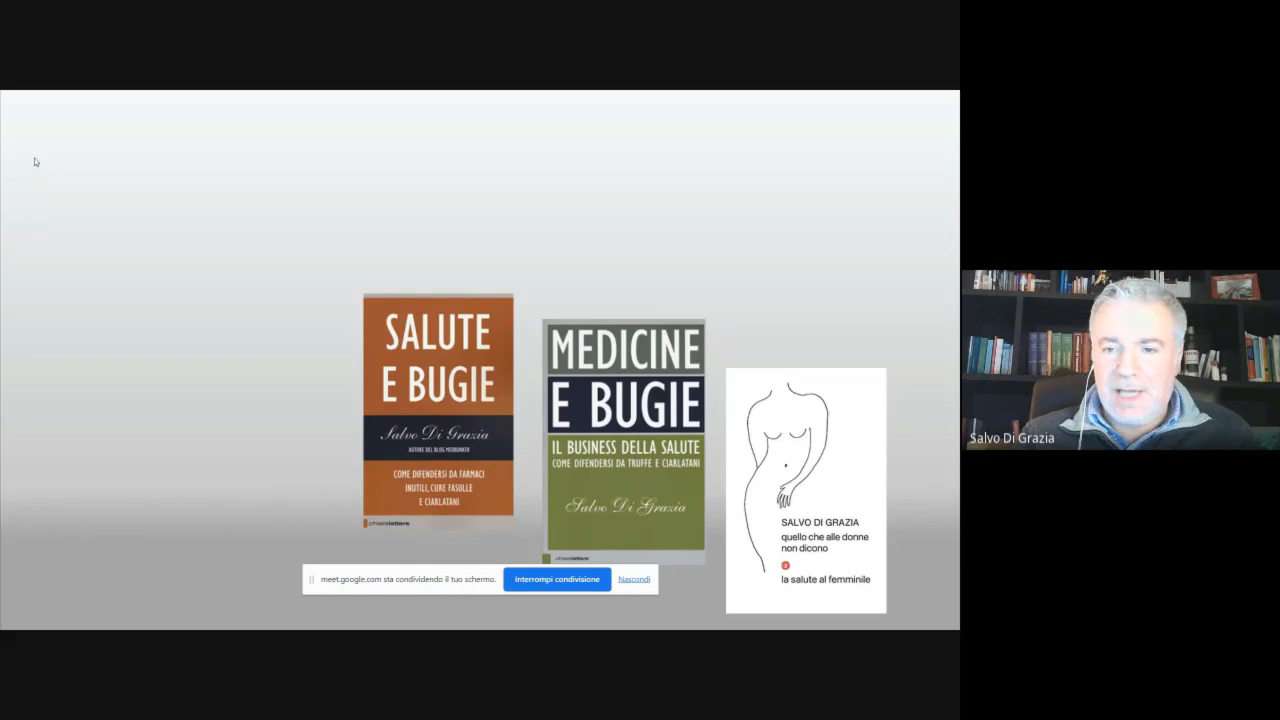 SALUTE
E BUGIE
Salvo Di Grazia
AUTORE DEL BLOG MEDBUNKER
COME DIFENDERSI DA FARMACI
INUTILI, CURE FASULLE
E CIARLATANI
chiarelettere
MEDICINE
E BUGIE
IL BUSINESS DELLA SALUTE
COME DIFENDERSI DA TRUFFE E CIARLATANI
Salvo Di Grazia
chiarelettere
SALVO DI GRAZIA
quello che alle donne
non dicono
la salute al femminile
meet.google.com sta condividendo il tuo schermo.
Interrompi condivisione
Nascondi
Salvo Di Grazia